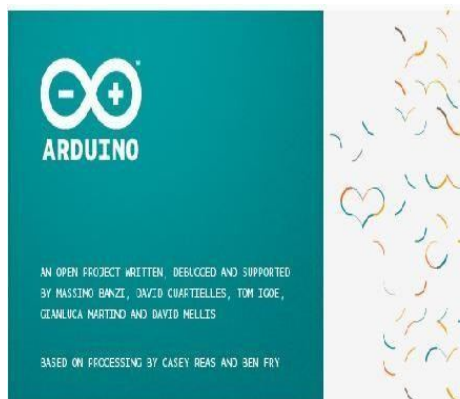 ARDUINO
AN OPEN PROJECT WRITTEN, DEBUGGED AND SUPPORTED
BY MASSIMO BANZI, DAVID CUARTIELLES, TOM IGOE,
GIANLUCA MARTINO AND DAVID MELLIS
BASED ON PROCESSING BY CASEY REAS AND BEN FRY